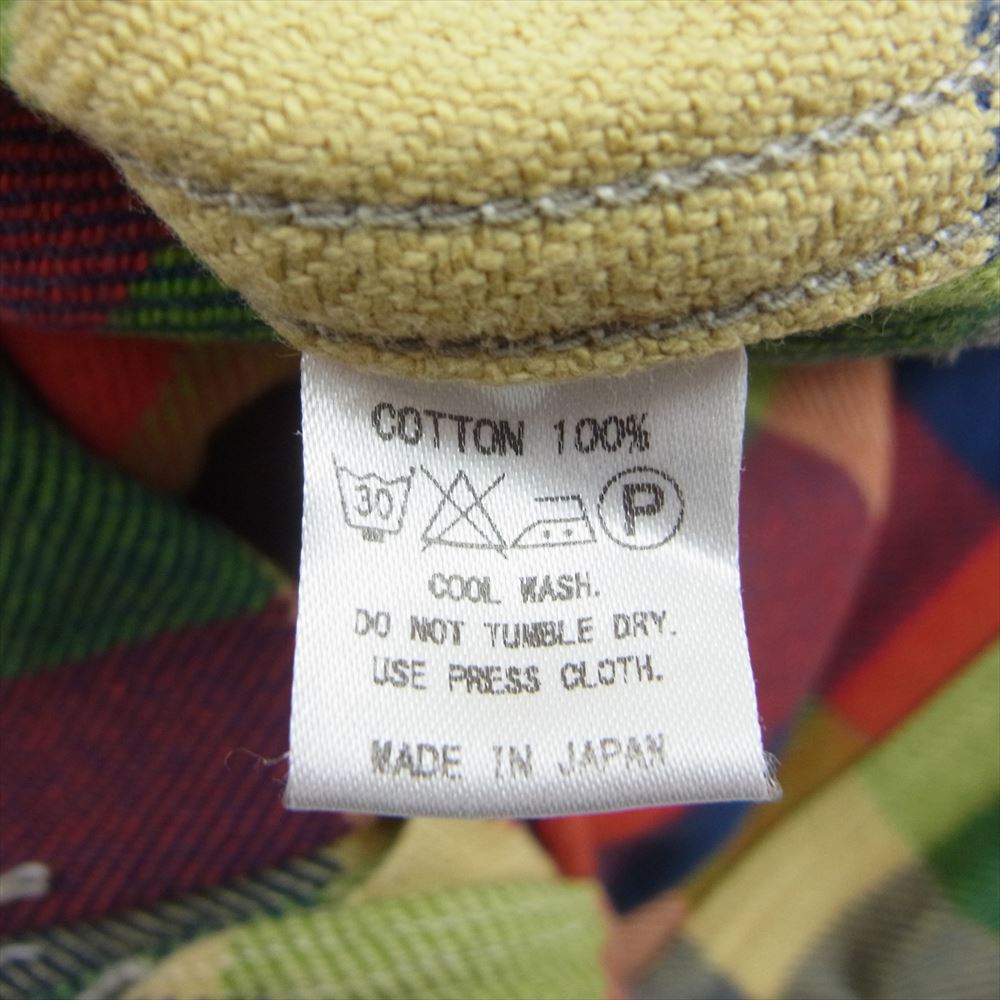 COTTON 100%
30 P
COOL WASH.
DO NOT TUMBLE DRY.
USE PRESS CLOTH.
MADE IN JAPAN